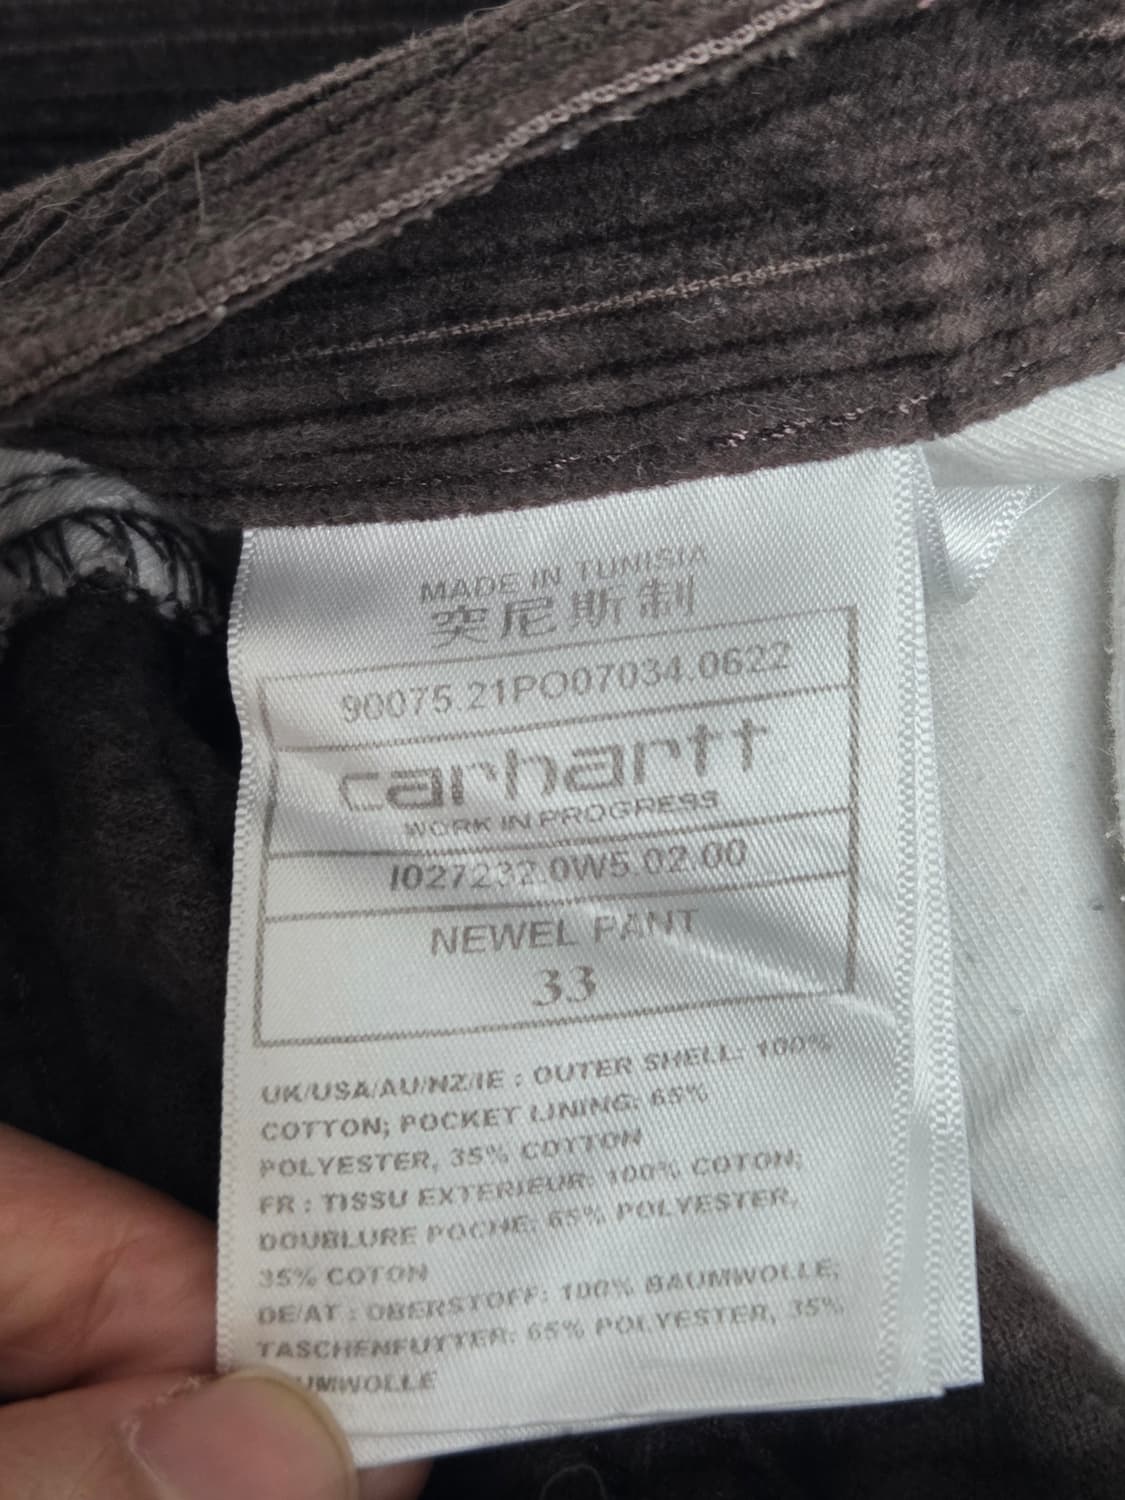 MADE IN TUNISIA
突尼斯制
90075.21PO07034.0622
carhartt
WORK IN PROGRESS
I027232.0W5.02.00
NEWEL PANT
33
UK/USA/AU/NZ/IE : OUTER SHELL: 100%
COTTON; POCKET LINING: 65%
POLYESTER, 35% COTTON
FR : TISSU EXTERIEUR: 100% COTON;
DOUBLURE POCHE: 65% POLYESTER,
35% COTON
DE/AT : OBERSTOFF: 100% BAUMWOLLE;
TASCHENFUTTER: 65% POLYESTER, 35%
UMWOLLE